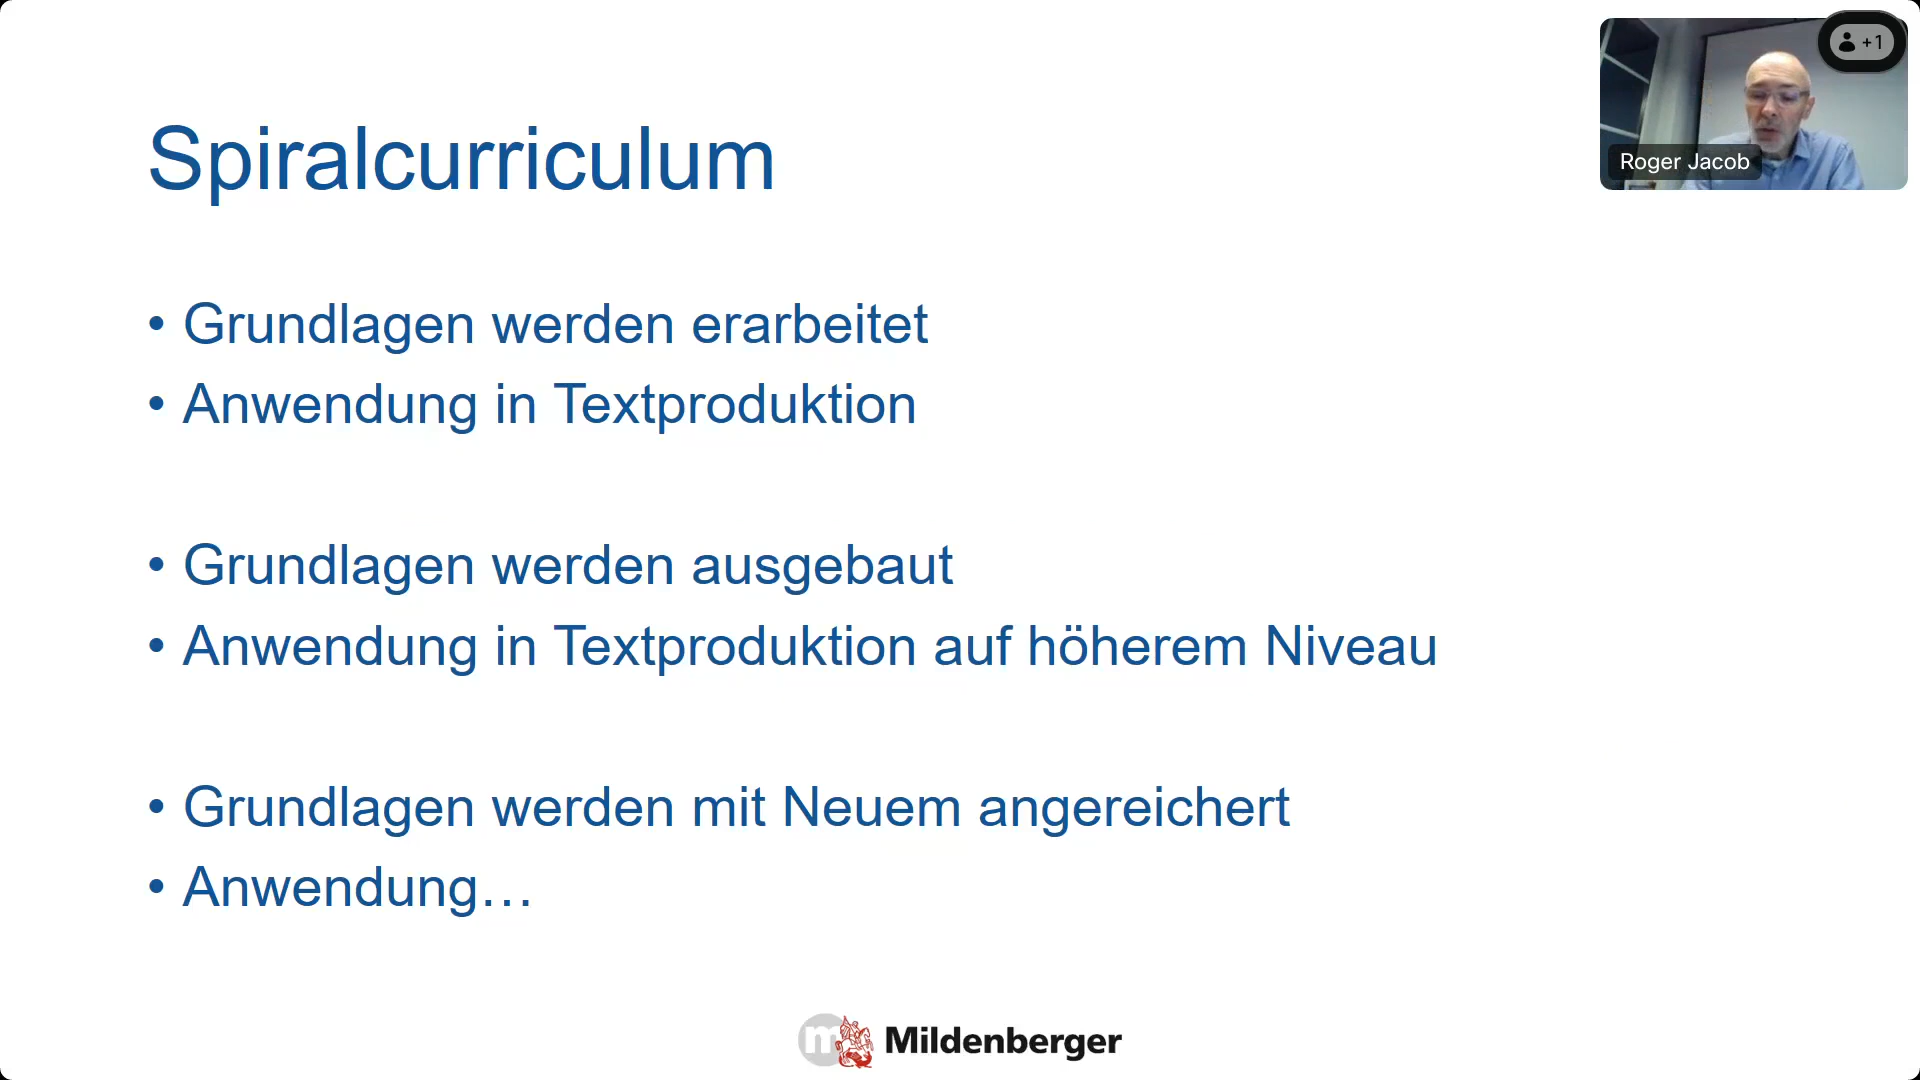 Spiralcurriculum
• Grundlagen werden erarbeitet
• Anwendung in Textproduktion
• Grundlagen werden ausgebaut
• Anwendung in Textproduktion auf höherem Niveau
• Grundlagen werden mit Neuem angereichert
• Anwendung…
+1
Roger Jacob
m Mildenberger